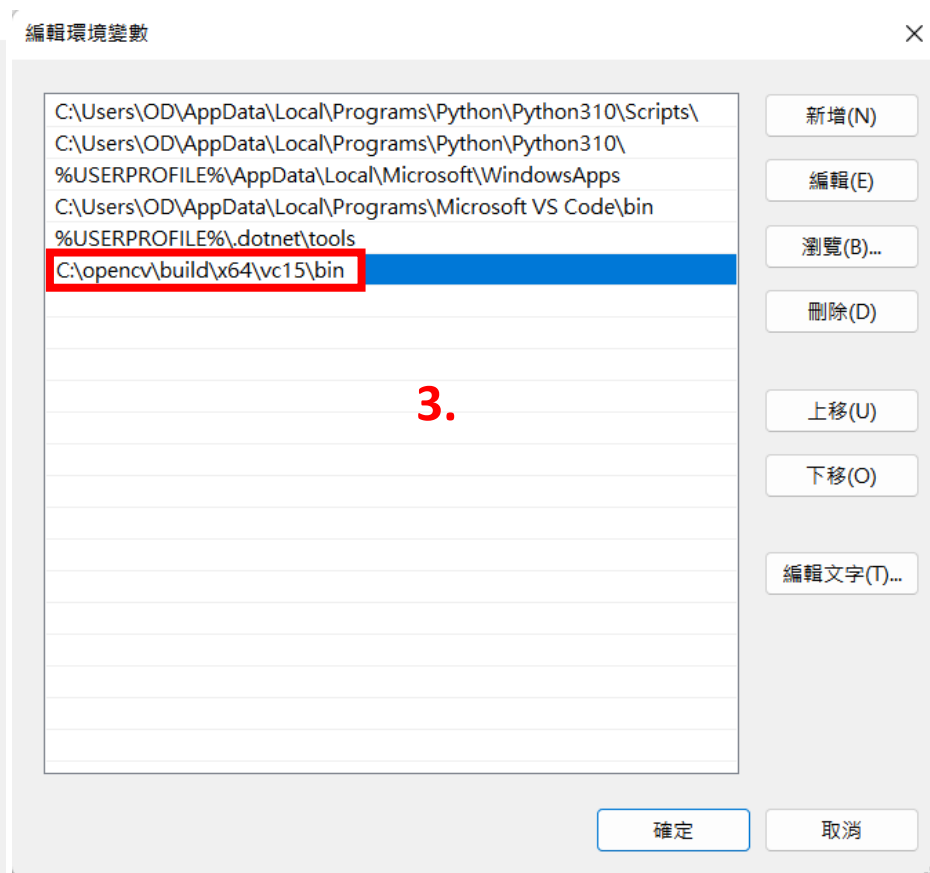 編輯環境變數
C:\Users\OD\AppData\Local\Programs\Python\Python310\Scripts\
C:\Users\OD\AppData\Local\Programs\Python\Python310\
%USERPROFILE%\AppData\Local\Microsoft\WindowsApps
C:\Users\OD\AppData\Local\Programs\Microsoft VS Code\bin
%USERPROFILE%\.dotnet\tools
C:\opencv\build\x64\vc15\bin
3.
新增(N)
編輯(E)
瀏覽(B)...
刪除(D)
上移(U)
下移(O)
編輯文字(T)...
確定
取消